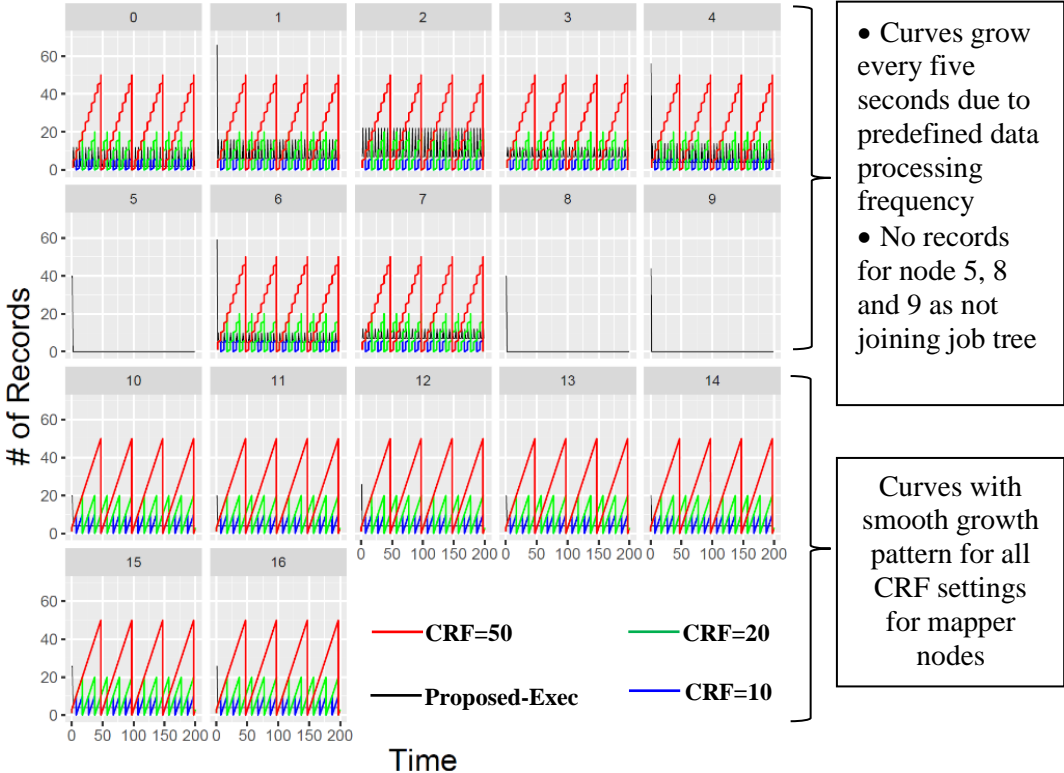 0 1 2 3 4
60
40
20
0
5 6 7 8 9
60
40
20
0
10 11 12 13 14
60
40
20
0
0 50 100 150 200 0 50 100 150 200 0 50 100 150 200
15 16
60
40
20
0
0 50 100 150 200 0 50 100 150 200
# of Records
Time
CRF=50
CRF=20
Proposed-Exec
CRF=10
• Curves grow
every five
seconds due to
predefined data
processing
frequency
• No records
for node 5, 8
and 9 as not
joining job tree
Curves with
smooth growth
pattern for all
CRF settings
for mapper
nodes